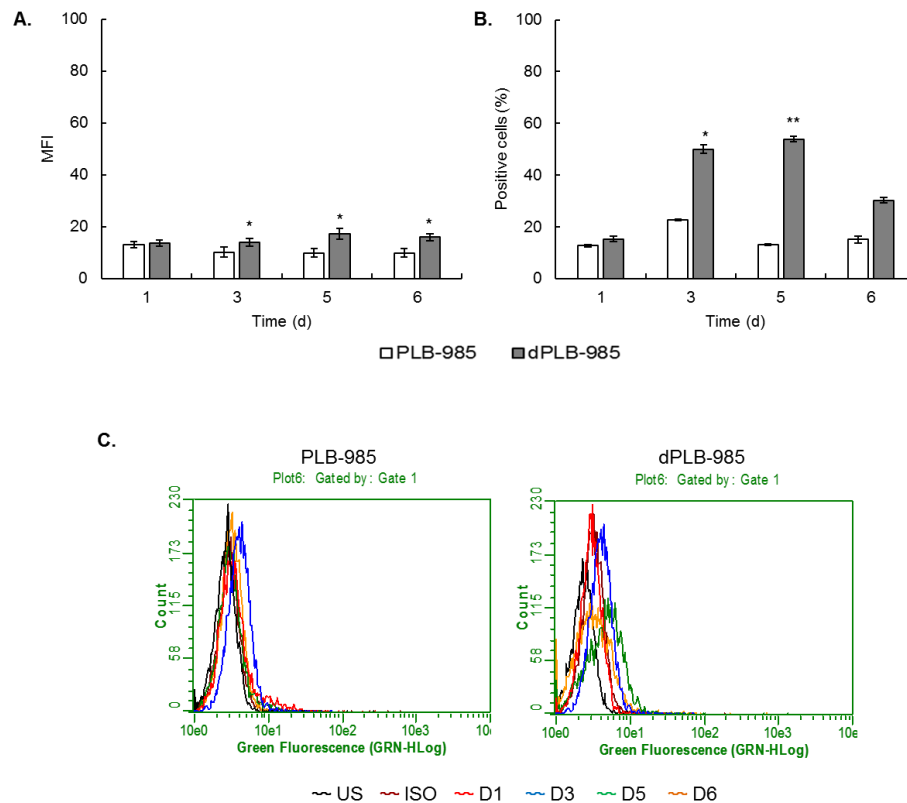 A.
B.
100
80
60
40
20
0
MFI
* * *
1 3 5 6
Time (d)
100
80
60
40
20
0
Positive cells (%)
* **
1 3 5 6
Time (d)
PLB-985 dPLB-985
C.
PLB-985
Plot6: Gated by: Gate 1
230
173
115
58
0
Count
10e0 10e1 10e2 10e3 10e
Green Fluorescence (GRN-HLog)
dPLB-985
Plot6: Gated by: Gate 1
230
173
115
58
0
Count
10e0 10e1 10e2 10e3 10e
Green Fluorescence (GRN-HLog)
US ISO D1 D3 D5 D6